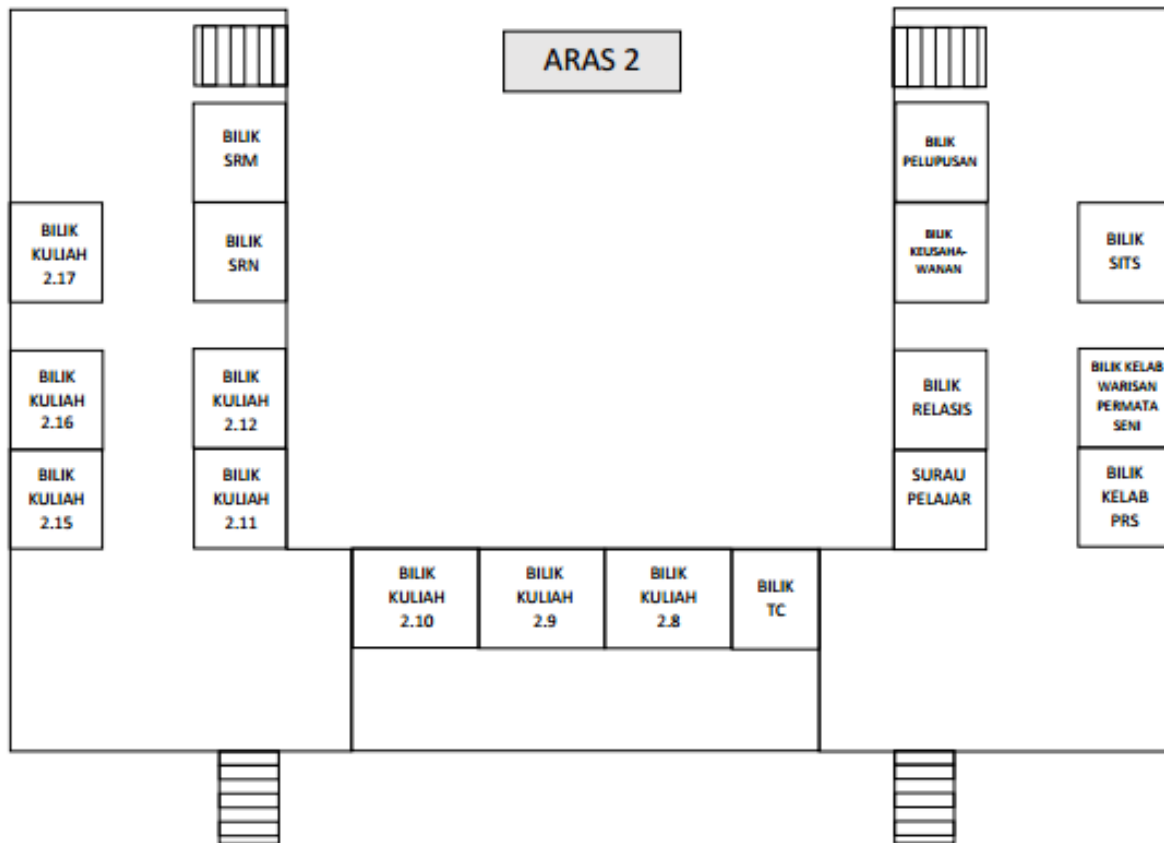 ARAS 2
BILIK
SRM
BILIK
PELUPUSAN
BILIK
KULIAH
2.17
BILIK
SRN
BILIK
KEUSAHA-
WANAN
BILIK
SITS
BILIK
KULIAH
2.16
BILIK
KULIAH
2.12
BILIK
RELASIS
BILIK KELAB
WARISAN
PERMATA
SENI
BILIK
KULIAH
2.15
BILIK
KULIAH
2.11
SURAU
PELAJAR
BILIK
KELAB
PRS
BILIK
KULIAH
2.10
BILIK
KULIAH
2.9
BILIK
KULIAH
2.8
BILIK
TC